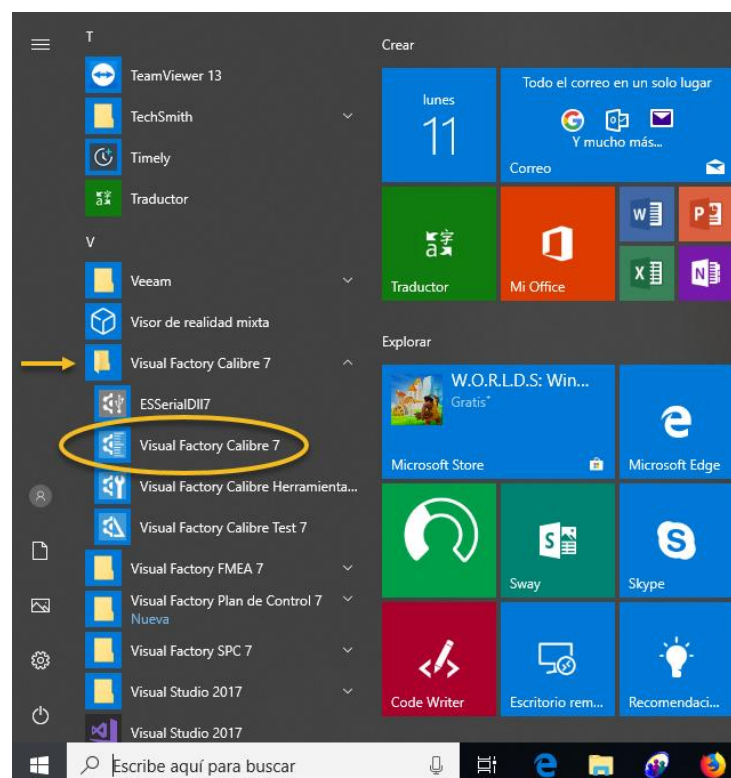 T
TeamViewer 13
TechSmith
Timely
Traductor
V
Veeam
Visor de realidad mixta
Visual Factory Calibre 7
ESSerialDll7
Visual Factory Calibre 7
Visual Factory Calibre Herramienta...
Visual Factory Calibre Test 7
Visual Factory FMEA 7
Visual Factory Plan de Control 7
Nueva
Visual Factory SPC 7
Visual Studio 2017
Visual Studio 2017
Escribe aquí para buscar
Crear
lunes
11
Todo el correo en un solo lugar
Y mucho más...
Correo
Traductor
Mi Office
Explorar
W.O.R.L.D.S: Win...
Gratis*
Microsoft Store
Microsoft Edge
Sway
Skype
Code Writer
Escritorio rem...
Recomendaci...